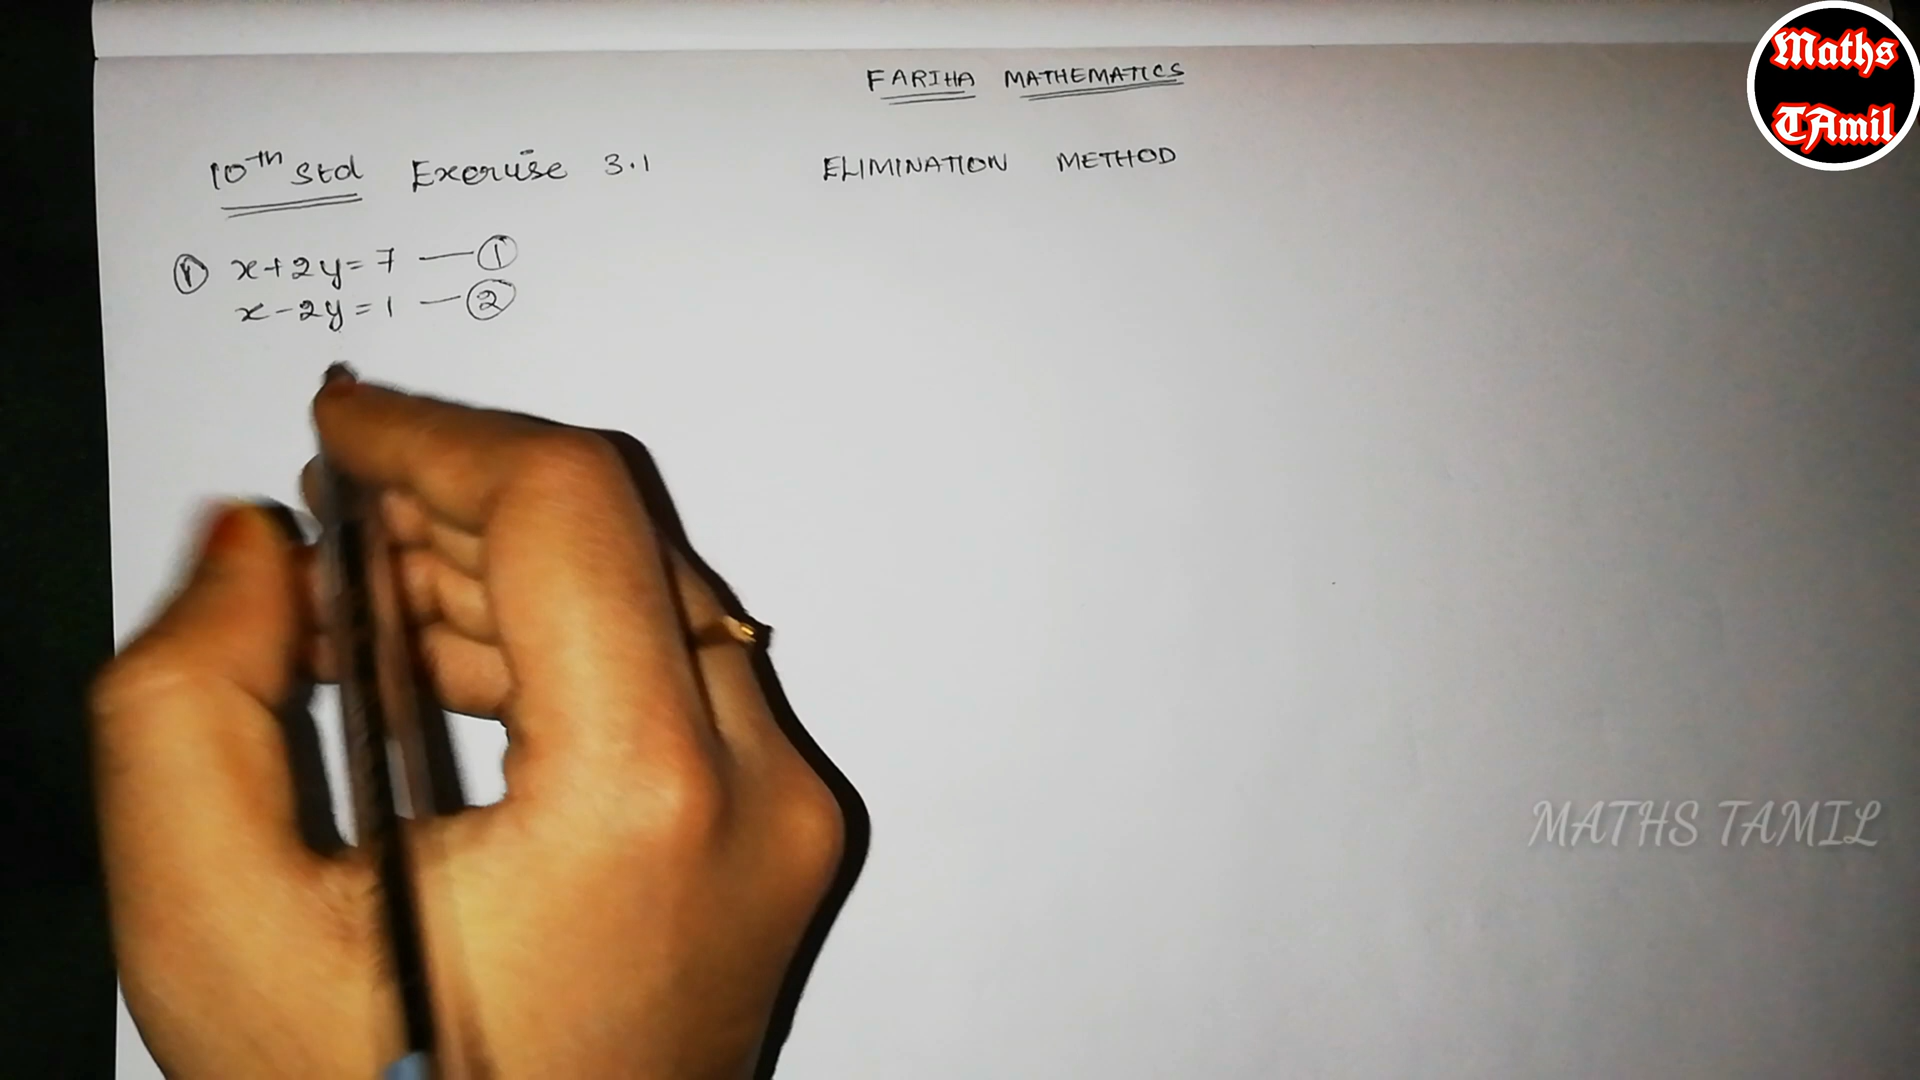 Maths
TAmil
FARIHA MATHEMATICS
10th Std Exercise 3.1
ELIMINATION METHOD
① x+2y=7 — ①
x-2y=1 — ②
MATHS TAMIL